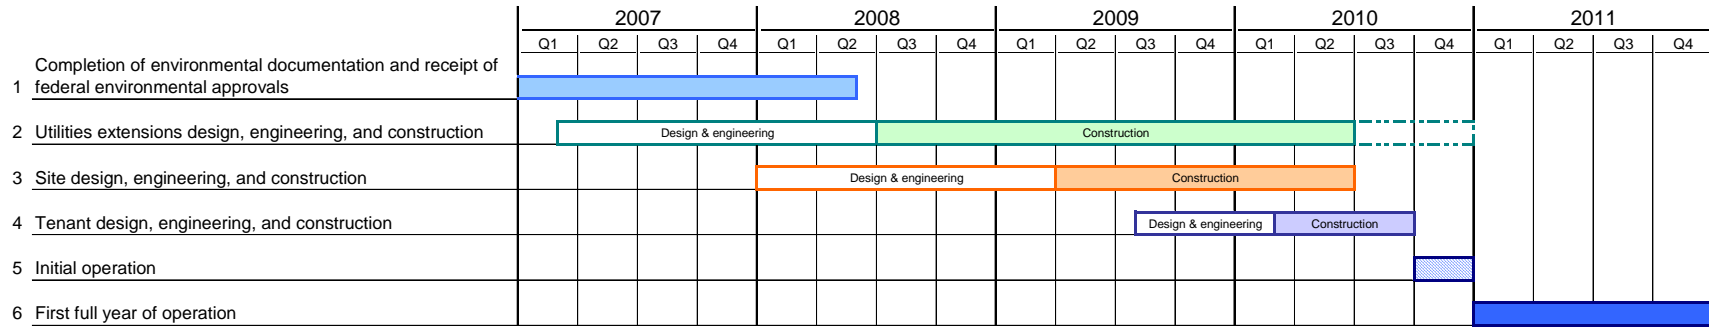 2007 2008 2009 2010 2011
Q1 Q2 Q3 Q4 Q1 Q2 Q3 Q4 Q1 Q2 Q3 Q4 Q1 Q2 Q3 Q4 Q1 Q2 Q3 Q4
Completion of environmental documentation and receipt of
1 federal environmental approvals
2 Utilities extensions design, engineering, and construction Design & engineering Construction
3 Site design, engineering, and construction Design & engineering Construction
4 Tenant design, engineering, and construction Design & engineering Construction
5 Initial operation
6 First full year of operation